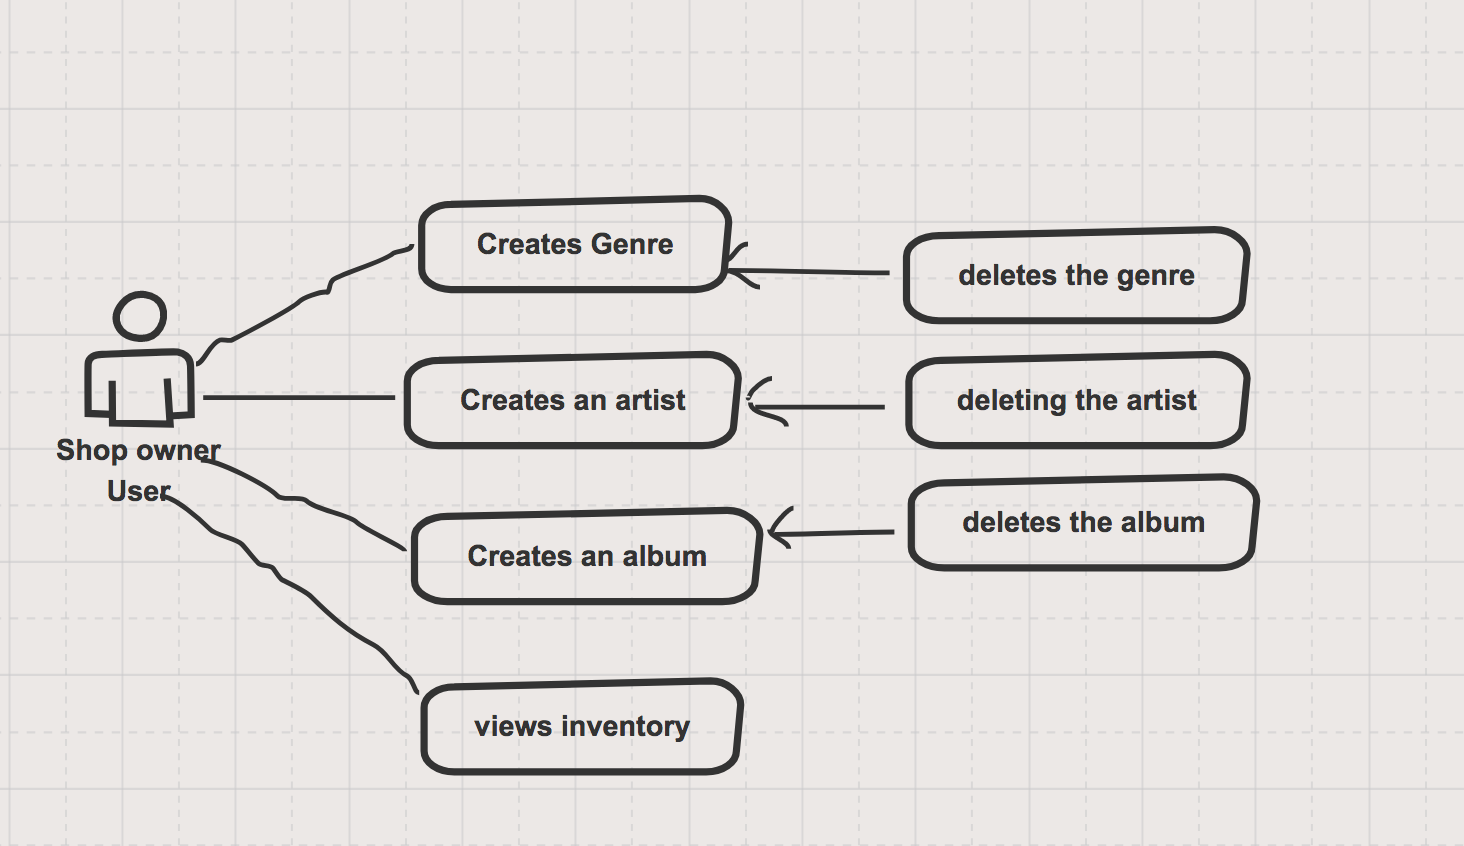 Creates Genre
deletes the genre
Creates an artist
deleting the artist
Shop owner
User
Creates an album
deletes the album
views inventory